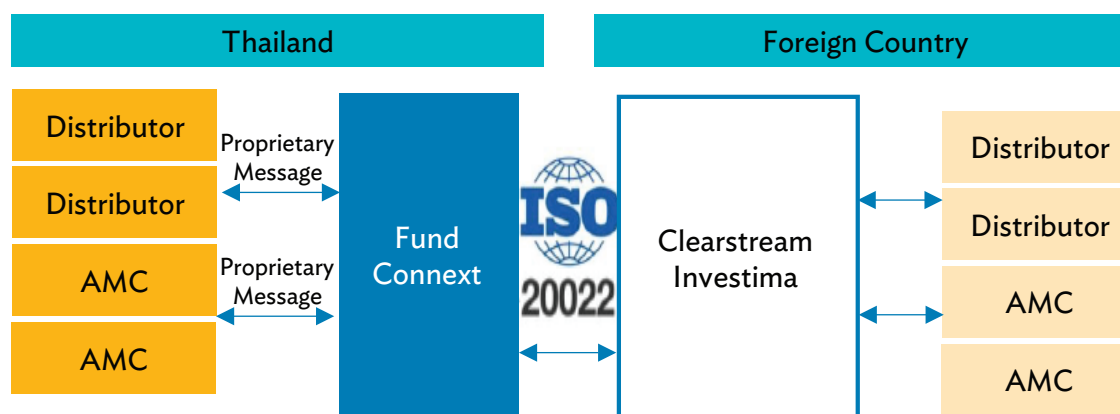 Thailand
Foreign Country
Distributor
Distributor
AMC
AMC
Proprietary
Message
Proprietary
Message
Fund
Connext
ISO
20022
Clearstream
Investima
Distributor
Distributor
AMC
AMC